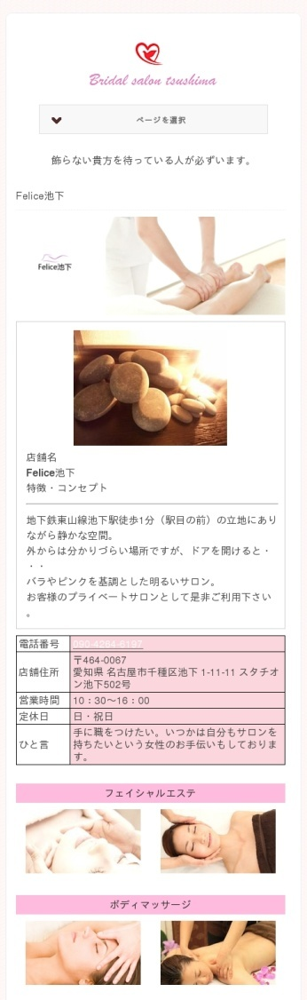 Bridal salon tsushima
ページを選択
飾らない貴方を待っている人が必ずいます。
Felice池下
Felice池下
店舗名
Felice池下
特徴・コンセプト
地下鉄東山線池下駅徒歩1分（駅目の前）の立地にあり
ながら静かな空間。
外からは分かりづらい場所ですが、ドアを開けると・
・・
バラやピンクを基調とした明るいサロン。
お客様のプライベートサロンとして是非ご利用下さい
。
電話番号 090-4264-6197
店舗住所 〒464-0067
愛知県 名古屋市千種区池下 1-11-11 スタチオ
ン池下502号
営業時間 10：30～16：00
定休日 日・祝日
ひと言 手に職をつけたい。いつかは自分もサロンを
持ちたいという女性のお手伝いもしておりま
す。
フェイシャルエステ
ボディマッサージ